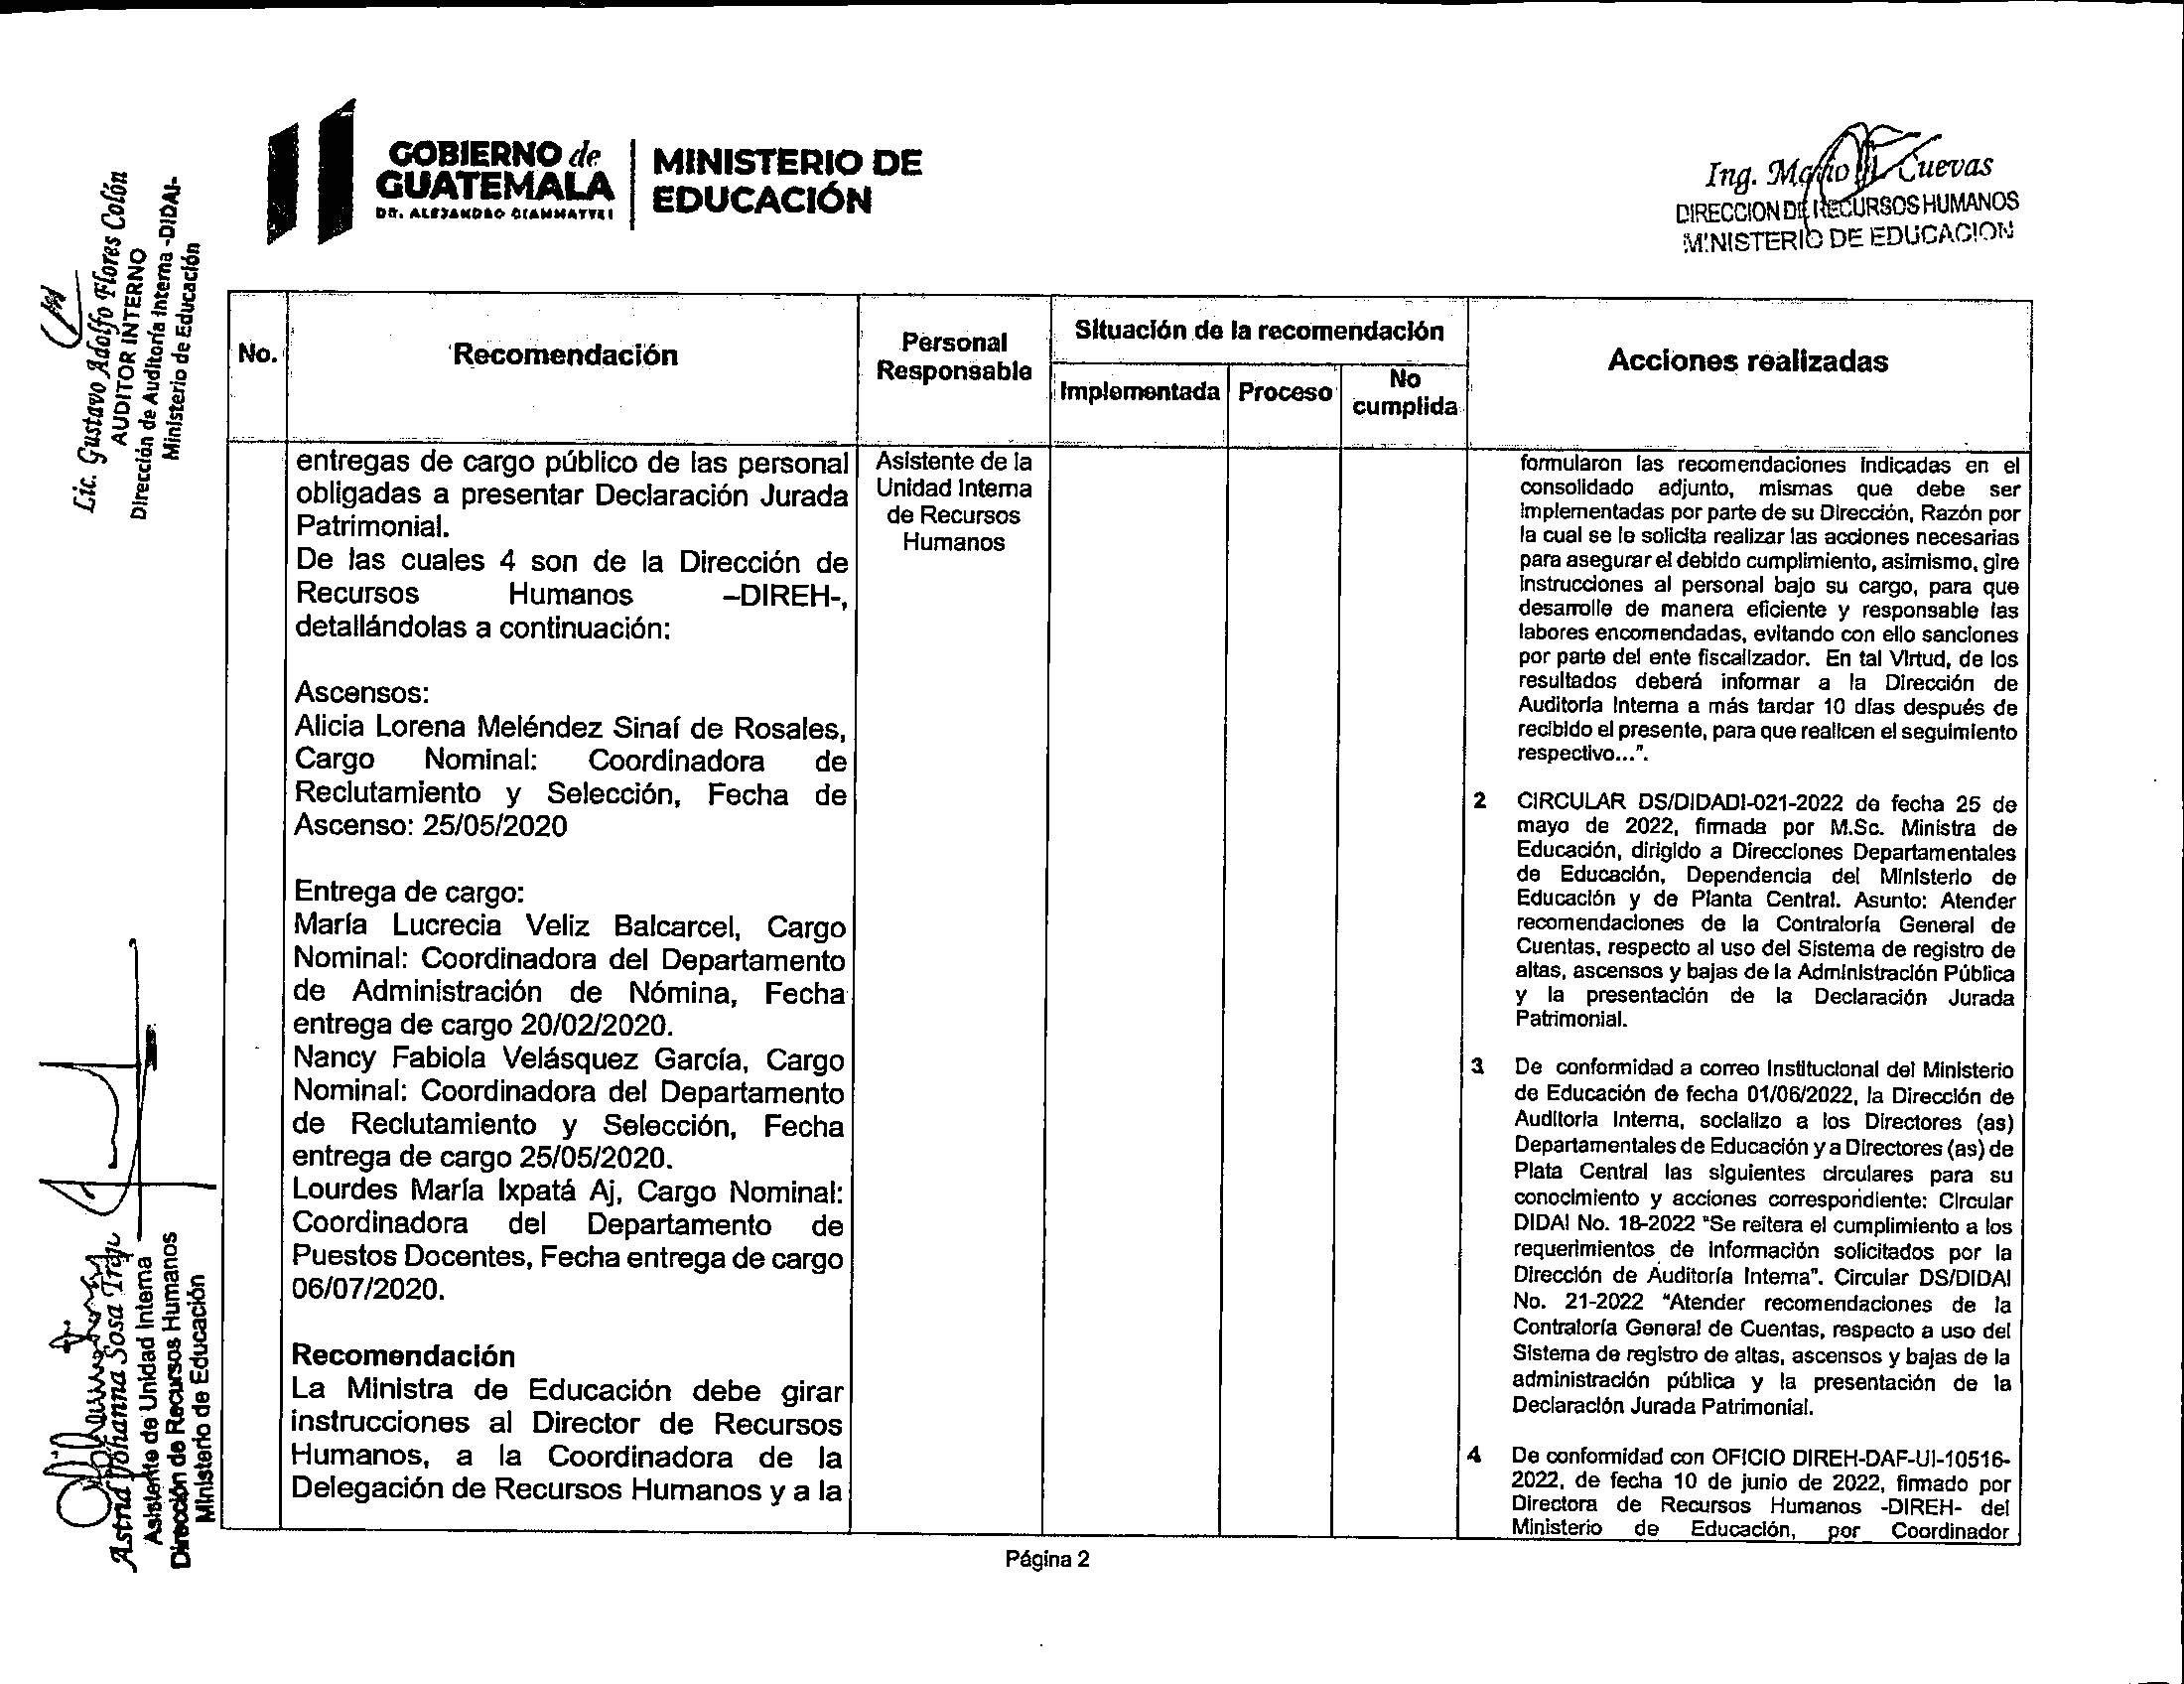 GOBIERNO de
GUATEMALA
DR. ALEJANDRO GIAMMATTEI
MINISTERIO DE
EDUCACIÓN
Ing. Mario Cuevas
DIRECCION DE RECURSOS HUMANOS
MINISTERIO DE EDUCACION
Lic. Gustavo Adolfo Flores Colón
AUDITOR INTERNO
Dirección de Auditoría Interna -DIDAI-
Ministerio de Educación
No.
Recomendación
Personal
Responsable
Situación de la recomendación
Implementada
Proceso
No
cumplida
Acciones realizadas
entregas de cargo público de las personal
obligadas a presentar Declaración Jurada
Patrimonial.
De las cuales 4 son de la Dirección de
Recursos Humanos –DIREH-,
detallándolas a continuación:
Ascensos:
Alicia Lorena Meléndez Sinaí de Rosales,
Cargo Nominal: Coordinadora de
Reclutamiento y Selección, Fecha de
Ascenso: 25/05/2020
Entrega de cargo:
María Lucrecia Veliz Balcarcel, Cargo
Nominal: Coordinadora del Departamento
de Administración de Nómina, Fecha
entrega de cargo 20/02/2020.
Nancy Fabiola Velásquez García, Cargo
Nominal: Coordinadora del Departamento
de Reclutamiento y Selección, Fecha
entrega de cargo 25/05/2020.
Lourdes María Ixpatá Aj, Cargo Nominal:
Coordinadora del Departamento de
Puestos Docentes, Fecha entrega de cargo
06/07/2020.
Recomendación
La Ministra de Educación debe girar
instrucciones al Director de Recursos
Humanos, a la Coordinadora de la
Delegación de Recursos Humanos y a la
Asistente de la
Unidad Interna
de Recursos
Humanos
formularon las recomendaciones indicadas en el
consolidado adjunto, mismas que debe ser
implementadas por parte de su Dirección, Razón por
la cual se le solicita realizar las acciones necesarias
para asegurar el debido cumplimiento, asimismo, gire
instrucciones al personal bajo su cargo, para que
desarrolle de manera eficiente y responsable las
labores encomendadas, evitando con ello sanciones
por parte del ente fiscalizador. En tal Virtud, de los
resultados deberá informar a la Dirección de
Auditoría Interna a más tardar 10 días después de
recibido el presente, para que realicen el seguimiento
respectivo...".
2 CIRCULAR DS/DIDADI-021-2022 de fecha 25 de
mayo de 2022, firmada por M.Sc. Ministra de
Educación, dirigido a Direcciones Departamentales
de Educación, Dependencia del Ministerio de
Educación y de Planta Central. Asunto: Atender
recomendaciones de la Contraloría General de
Cuentas, respecto al uso del Sistema de registro de
altas, ascensos y bajas de la Administración Pública
y la presentación de la Declaración Jurada
Patrimonial.
3 De conformidad a correo Institucional del Ministerio
de Educación de fecha 01/06/2022, la Dirección de
Auditoría Interna, socializo a los Directores (as)
Departamentales de Educación y a Directores (as) de
Plata Central las siguientes circulares para su
conocimiento y acciones correspondiente: Circular
DIDAI No. 18-2022 "Se reitera el cumplimiento a los
requerimientos de información solicitados por la
Dirección de Auditoría Interna". Circular DS/DIDAI
No. 21-2022 "Atender recomendaciones de la
Contraloría General de Cuentas, respecto a uso del
Sistema de registro de altas, ascensos y bajas de la
administración pública y la presentación de la
Declaración Jurada Patrimonial.
4 De conformidad con OFICIO DIREH-DAF-UI-10516-
2022, de fecha 10 de junio de 2022, firmado por
Directora de Recursos Humanos -DIREH- del
Ministerio de Educación, por Coordinador
Astrid Johanna Sosa
Asistente de Unidad Interna
Dirección de Recursos Humanos
Ministerio de Educación
Página 2